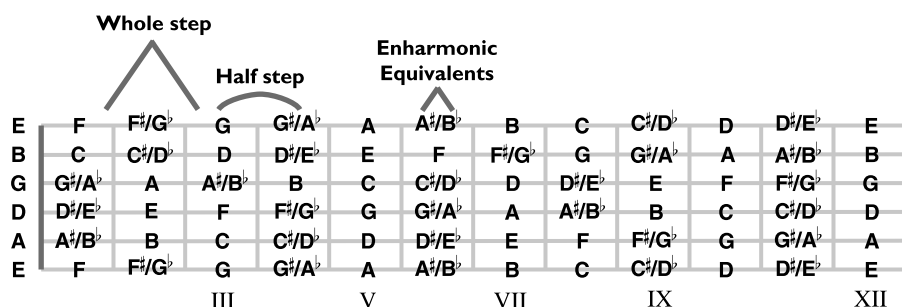 Whole step
Half step
Enharmonic
Equivalents
E F F♯/G♭ G G♯/A♭ A A♯/B♭ B C C♯/D♭ D D♯/E♭ E
B C C♯/D♭ D D♯/E♭ E F F♯/G♭ G G♯/A♭ A A♯/B♭ B
G G♯/A♭ A A♯/B♭ B C C♯/D♭ D D♯/E♭ E F F♯/G♭ G
D D♯/E♭ E F F♯/G♭ G G♯/A♭ A A♯/B♭ B C C♯/D♭ D
A A♯/B♭ B C C♯/D♭ D D♯/E♭ E F F♯/G♭ G G♯/A♭ A
E F F♯/G♭ G G♯/A♭ A A♯/B♭ B C C♯/D♭ D D♯/E♭ E
III V VII IX XII